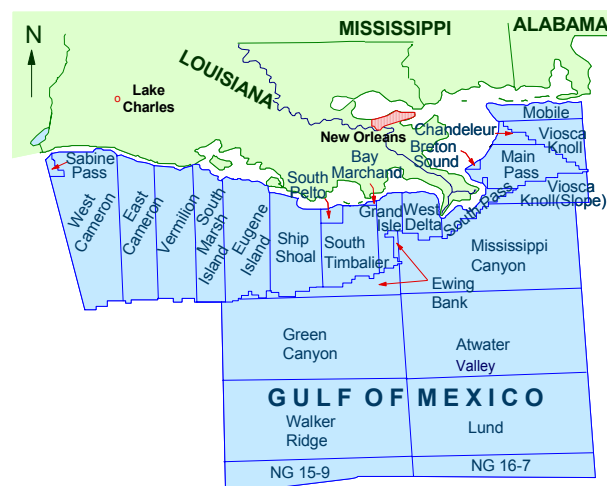 MISSISSIPPI
ALABAMA
N
LOUISIANA
Lake
Charles
New Orleans
Chandeleur
Mobile
Viosca
Knoll
Breton
Sound
Main
Pass
Bay
Marchand
Sabine
Pass
South
Pelto
Viosca
Knoll(Slope)
West
Cameron
East
Cameron
Vermilion
South
Marsh
Island
Eugene
Island
Ship
Shoal
South
Timbalier
Grand
Isle
West
Delta
South Pass
Mississippi
Canyon
Ewing
Bank
Green
Canyon
Atwater
Valley
GULF OF MEXICO
Walker
Ridge
Lund
NG 15-9
NG 16-7